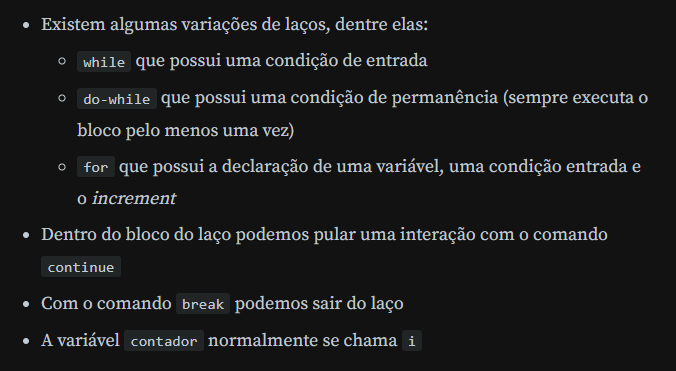 Existem algumas variações de laços, dentre elas:
while que possui uma condição de entrada
do-while que possui uma condição de permanência (sempre executa o
bloco pelo menos uma vez)
for que possui a declaração de uma variável, uma condição entrada e
o increment
Dentro do bloco do laço podemos pular uma interação com o comando
continue
Com o comando break podemos sair do laço
A variável contador normalmente se chama i